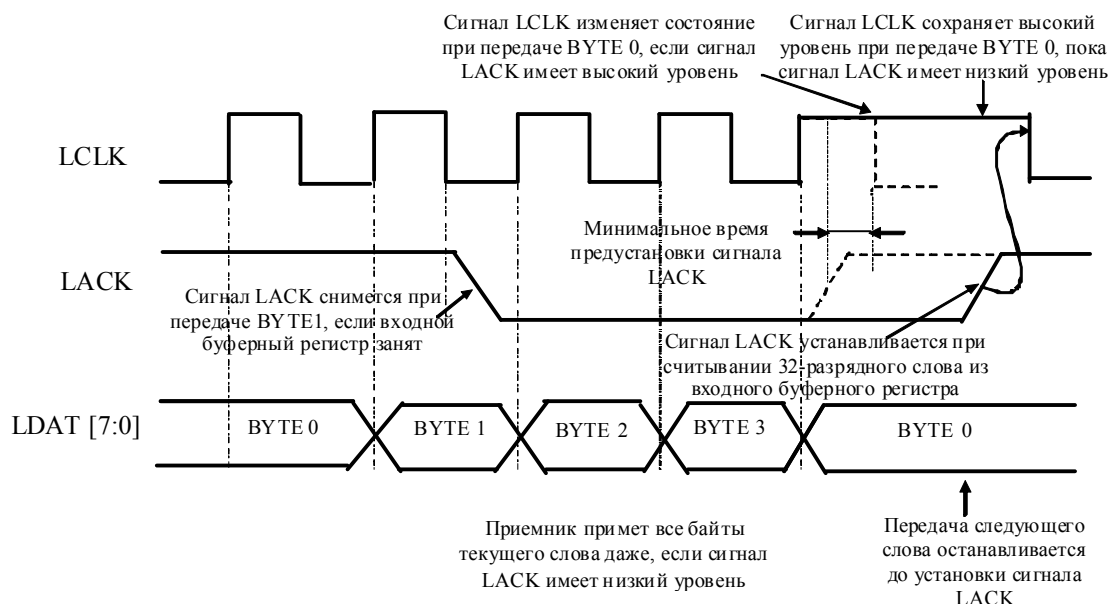 Сигнал LCLK изменяет состояние
при передаче BYTE 0, если сигнал
LACK имеет высокий уровень
Сигнал LCLK сохраняет высокий
уровень при передаче BYTE 0, пока
сигнал LACK имеет низкий уровень
LCLK
Минимальное время
предустановки сигнала
LACK
LACK
Сигнал LACK снимется при
передаче BYTE1, если входной
буферный регистр занят
Сигнал LACK устанавливается при
считывании 32-разрядного слова из
входного буферного регистра
LDAT [7:0]
BYTE 0
BYTE 1
BYTE 2
BYTE 3
BYTE 0
Приемник примет все байты
текущего слова даже, если сигнал
LACK имеет низкий уровень
Передача следующего
слова останавливается
до установки сигнала
LACK